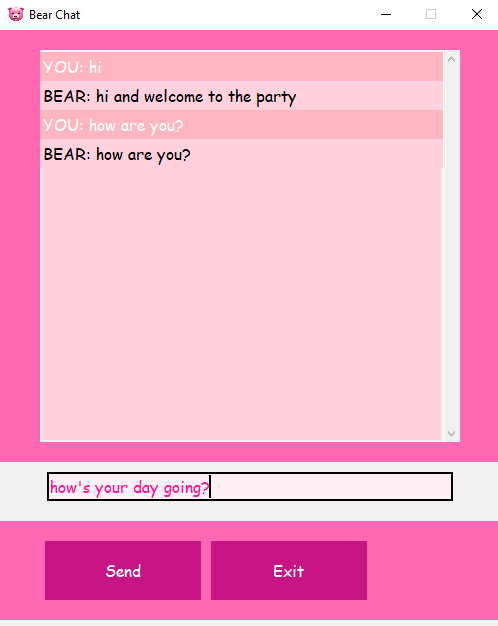 Bear Chat
YOU: hi
BEAR: hi and welcome to the party
YOU: how are you?
BEAR: how are you?
how's your day going?
Send
Exit